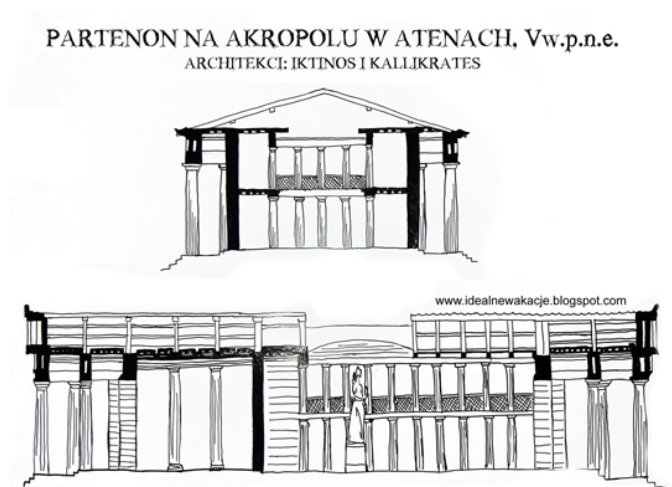 PARTENON NA AKROPOLU W ATENACH, Vw.p.n.e.
ARCHITEKCI: IKTINOS I KALLIKRATES
www.idealnewakacje.blogspot.com